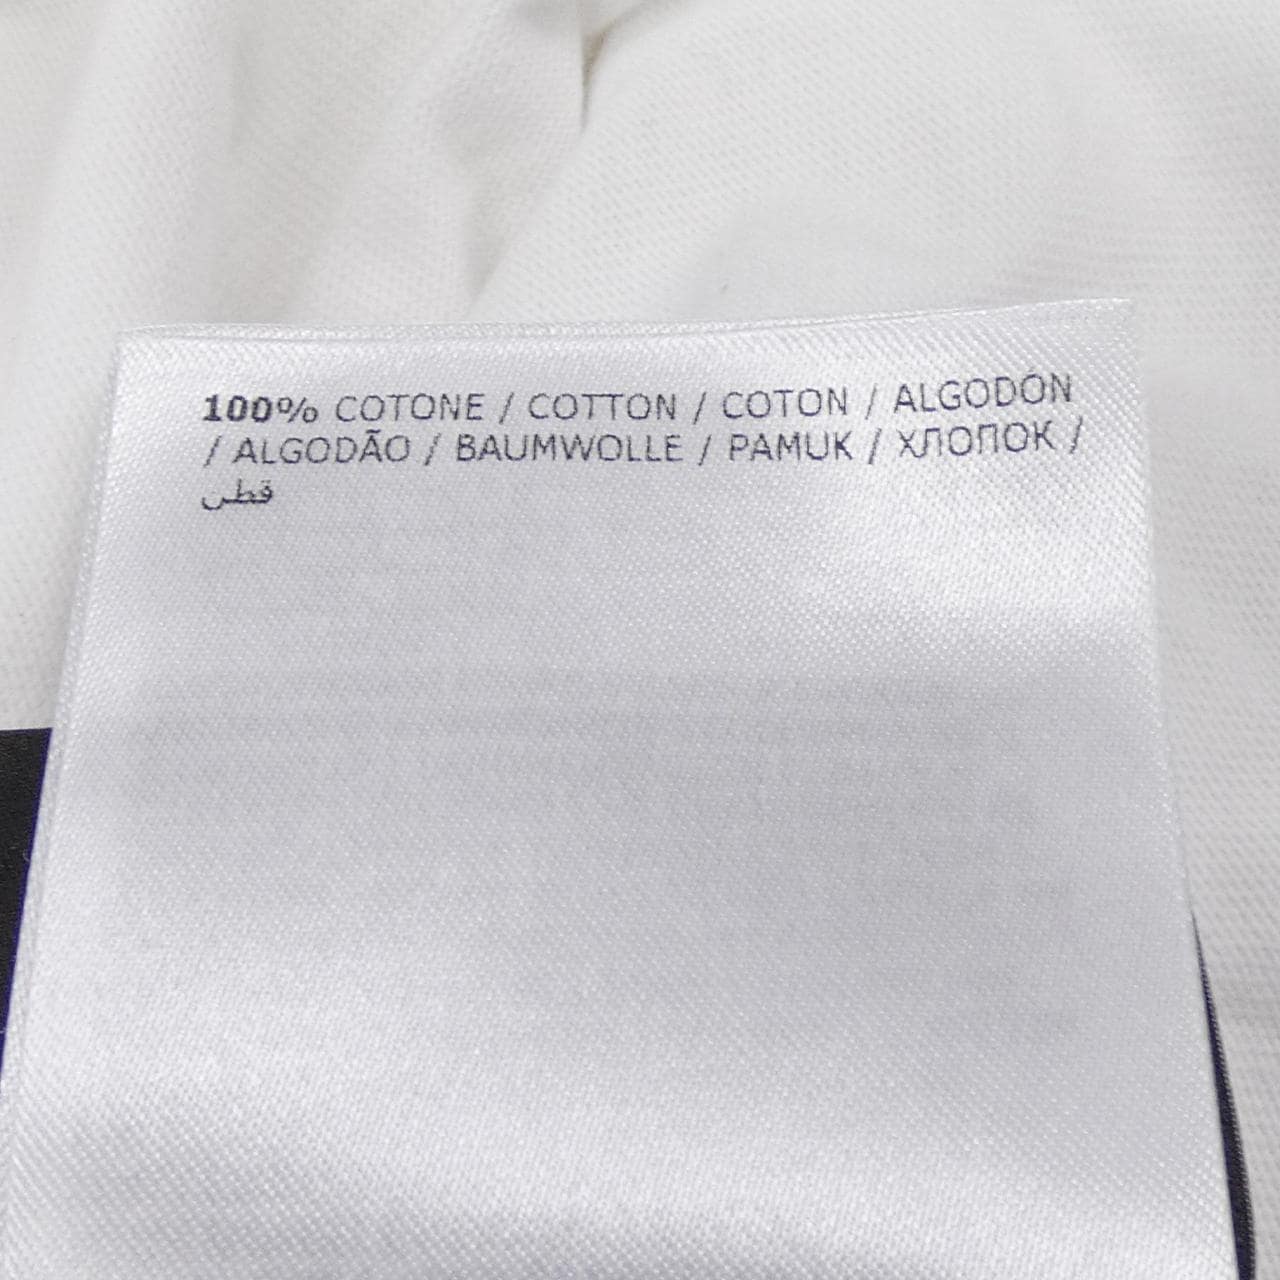 100% COTONE / COTTON / COTON / ALGODÓN
/ ALGODÃO / BAUMWOLLE / PAMUK / ХЛОПОК /
قطن